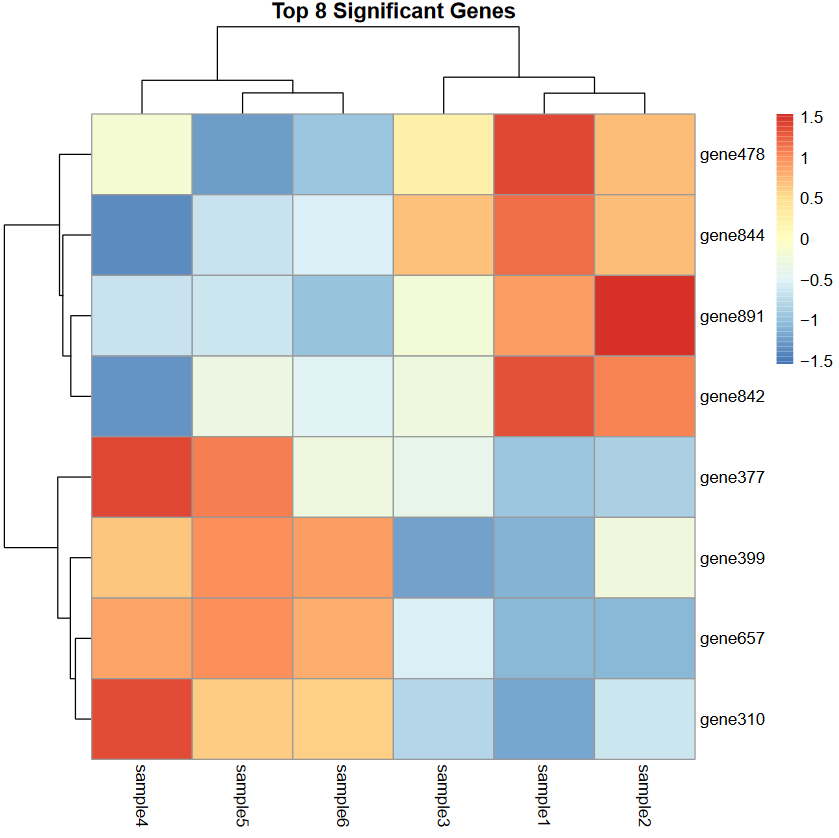 Top 8 Significant Genes
1.5
1
0.5
0
−0.5
−1
−1.5
gene478
gene844
gene891
gene842
gene377
gene399
gene657
gene310
sample4
sample5
sample6
sample3
sample1
sample2